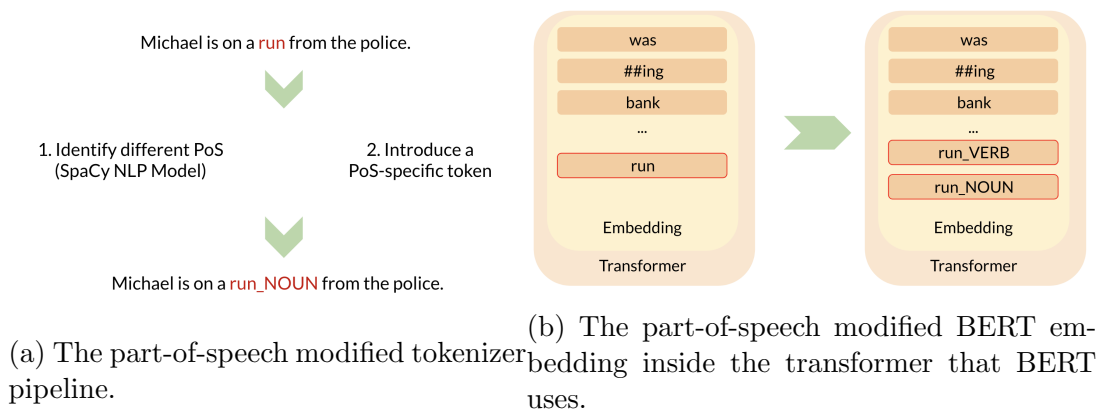 Michael is on a run from the police.
1. Identify different PoS
(SpaCy NLP Model)
2. Introduce a
PoS-specific token
Michael is on a run_NOUN from the police.
(a) The part-of-speech modified tokenizer
pipeline.
was
##ing
bank
...
run
Embedding
Transformer
was
##ing
bank
...
run_VERB
run_NOUN
Embedding
Transformer
(b) The part-of-speech modified BERT em-
bedding inside the transformer that BERT
uses.